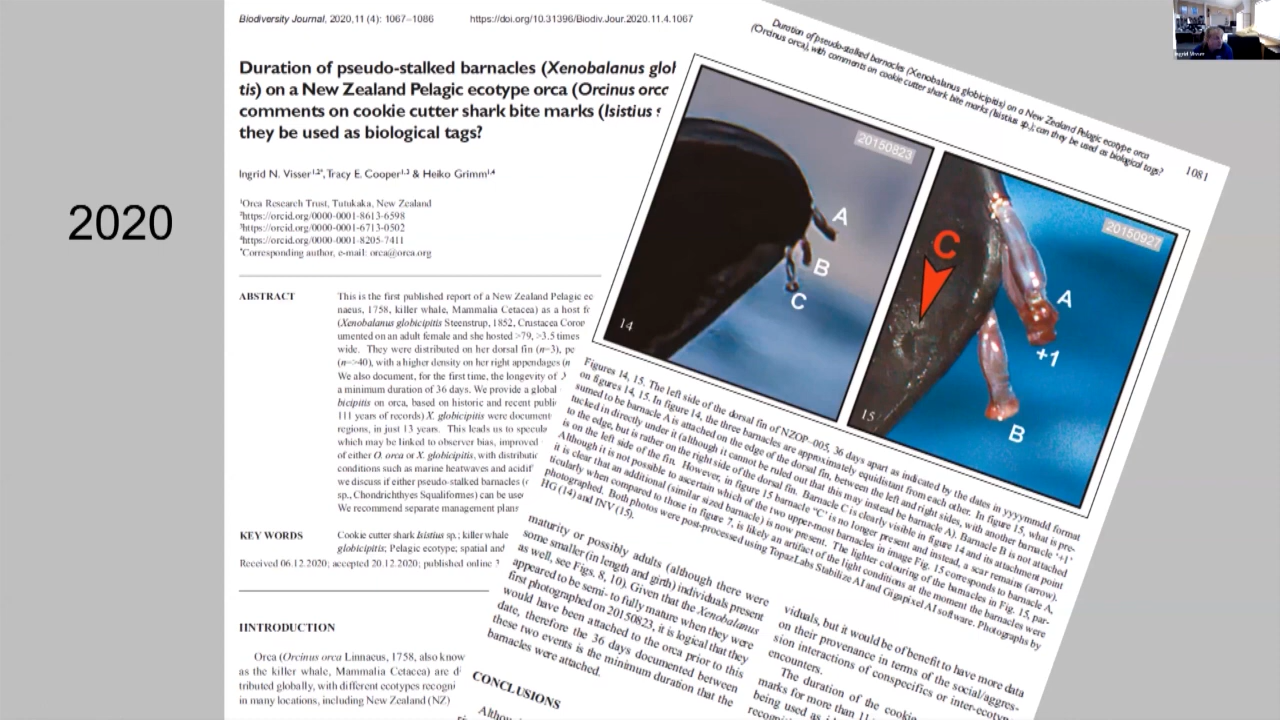 2020
Biodiversity Journal, 2020, 11 (4): 1067–1086
https://doi.org/10.31396/Biodiv.Jour.2020.11.4.1067
Duration of pseudo-stalked barnacles (Xenobalanus glob
tis) on a New Zealand Pelagic ecotype orca (Orcinus orca
comments on cookie cutter shark bite marks (Isistius s
they be used as biological tags?
Ingrid N. Visser¹,²*, Tracy E. Cooper¹,³ & Heiko Grimm¹,⁴
¹Orca Research Trust, Tutukaka, New Zealand
²https://orcid.org/0000-0001-8613-6598
³https://orcid.org/0000-0001-6713-0502
⁴https://orcid.org/0000-0001-8205-7411
*Corresponding author, e-mail: orca@orca.org
ABSTRACT
This is the first published report of a New Zealand Pelagic ec
naeus, 1758, killer whale, Mammalia Cetacea) as a host fo
(Xenobalanus globicipitis Steenstrup, 1852, Crustacea Corop
umented on an adult female and she hosted >79, >3.5 times
wide. They were distributed on her dorsal fin (n=3), pe
(n=>40), with a higher density on her right appendages (n
We also document, for the first time, the longevity of X
a minimum duration of 36 days. We provide a global
bicipitis on orca, based on historic and recent publi
111 years of records) X. globicipitis were document
regions, in just 13 years. This leads us to specula
which may be linked to observer bias, improved
of either O. orca or X. globicipitis, with distributic
conditions such as marine heatwaves and acidif
we discuss if either pseudo-stalked barnacles (
sp., Chondrichthyes Squaliformes) can be used
We recommend separate management plans
KEY WORDS
Cookie cutter shark Isistius sp.; killer whale
globicipitis; Pelagic ecotype; spatial and
Received 06.12.2020; accepted 20.12.2020; published online 3
IINTRODUCTION
Orca (Orcinus orca Linnaeus, 1758, also know
as the killer whale, Mammalia Cetacea) are d
tributed globally, with different ecotypes recogni
in many locations, including New Zealand (NZ)
Duration of pseudo-stalked barnacles (Xenobalanus globicipitis) on a New Zealand Pelagic ecotype orca
(Orcinus orca), with comments on cookie cutter shark bite marks (Isistius sp.); can they be used as biological tags?
1081
20150823
A
B
C
14
20150927
C
A
+1
B
15
Figures 14, 15. The left side of the dorsal fin of NZOP–005, 36 days apart as indicated by the dates in yyyymmdd format
on figures 14, 15. In figure 14, the three barnacles are approximately equidistant from each other. In figure 15, what is pre-
sumed to be barnacle A is attached on the edge of the dorsal fin, between the left and right sides, with another barnacle '+1'
tucked in directly under it (although it cannot be ruled out that this may instead be barnacle A). Barnacle B is not attached
to the edge, but is rather on the right side of the dorsal fin. Barnacle C is clearly visible in figure 14 and its attachment point
is on the left side of the fin. However, in figure 15 barnacle "C' is no longer present and instead, a scar remains (arrow).
Although it is not possible to ascertain which of the two upper-most barnacles in image Fig. 15 corresponds to barnacle A,
it is clear that an additional (similar sized barnacle) is now present. The lighter colouring of the barnacles in Fig. 15, par-
ticularly when compared to those in figure 7, is likely an artifact of the light conditions at the moment the barnacles were
photographed. Both photos were post-processed using TopazLabs Stabilize AI and Gigapixel AI software. Photographs by
HG (14) and INV (15).
maturity or possibly adults (although there were
some smaller (in length and girth) individuals present
as well, see Figs. 8, 10). Given that the Xenobalanus
appeared to be semi- to fully mature when they were
first photographed on 20150823, it is logical that they
would have been attached to the orca prior to this
date, therefore the 36 days documented between
these two events is the minimum duration that the
barnacles were attached.
CONCLUSIONS
viduals, but it would be of benefit to have more data
on their provenance in terms of the social/aggres-
sion interactions of conspecifics or inter-ecotyp
encounters.
The duration of the cookie
marks for more than 11
being used as
Ingrid Visser